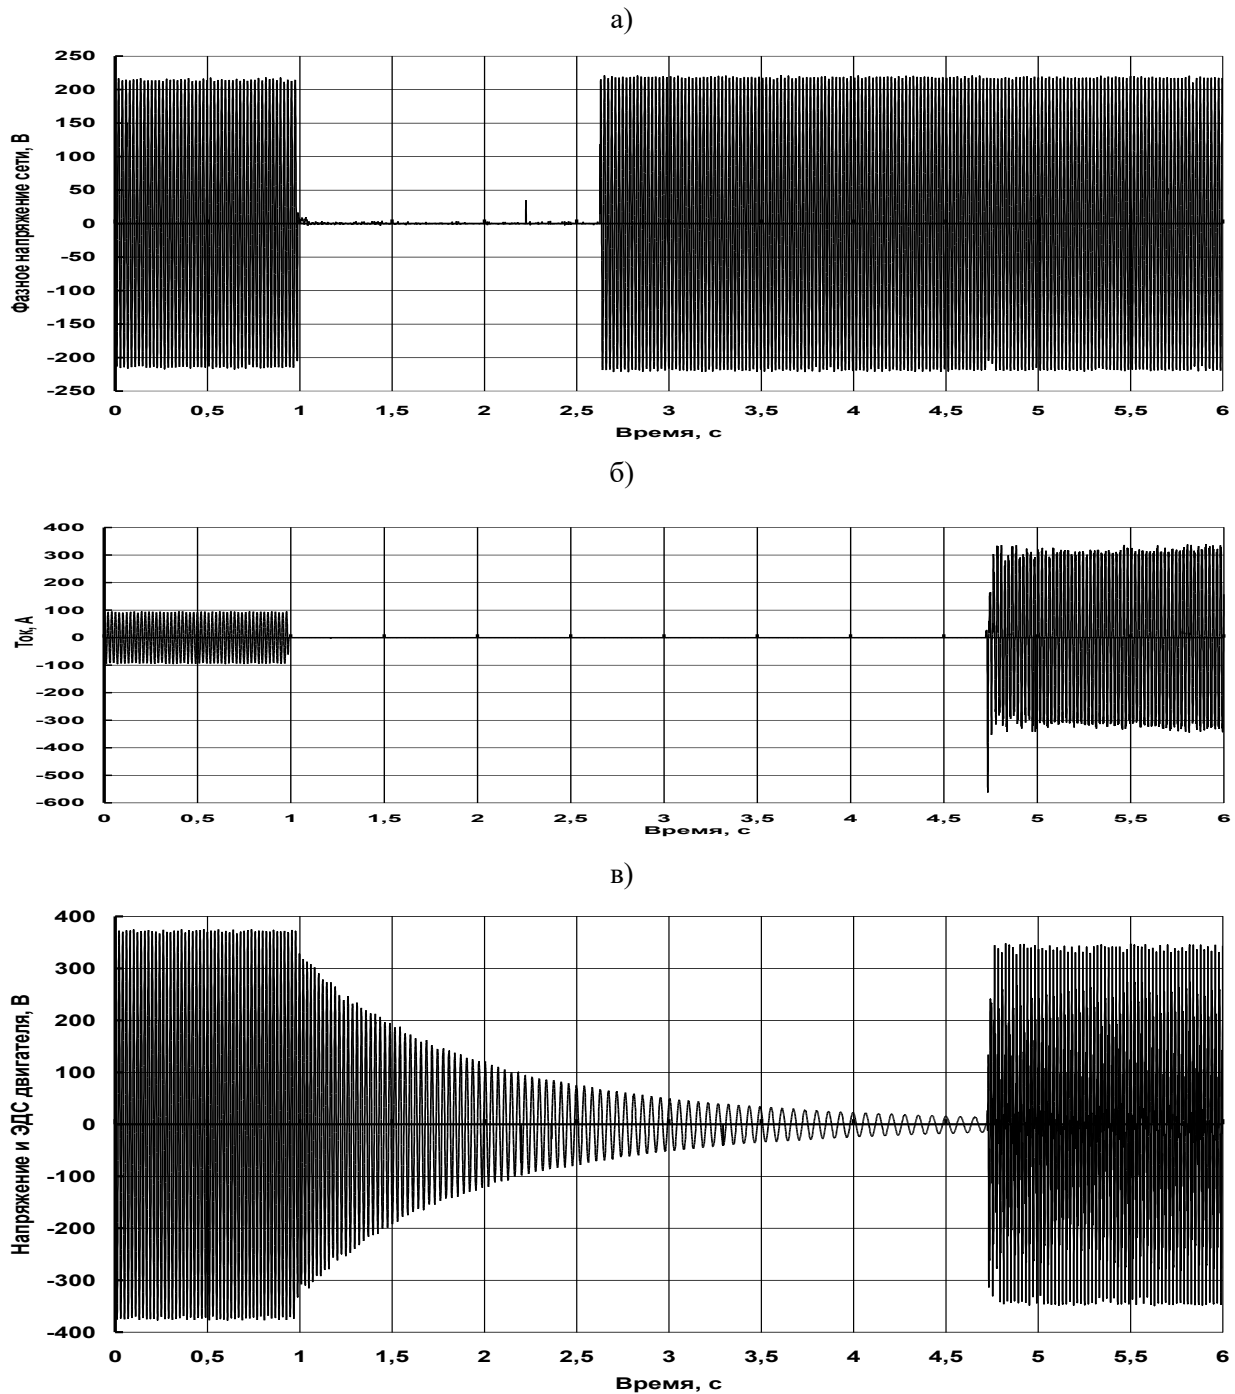 а)
Фазное напряжение сети, В
250
200
150
100
50
0
-50
-100
-150
-200
-250
0 0,5 1 1,5 2 2,5 3 3,5 4 4,5 5 5,5 6
Время, с
б)
Ток, А
400
300
200
100
0
-100
-200
-300
-400
-500
-600
0 0,5 1 1,5 2 2,5 3 3,5 4 4,5 5 5,5 6
Время, с
в)
Напряжение и ЭДС двигателя, В
400
300
200
100
0
-100
-200
-300
-400
0 0,5 1 1,5 2 2,5 3 3,5 4 4,5 5 5,5 6
Время, с